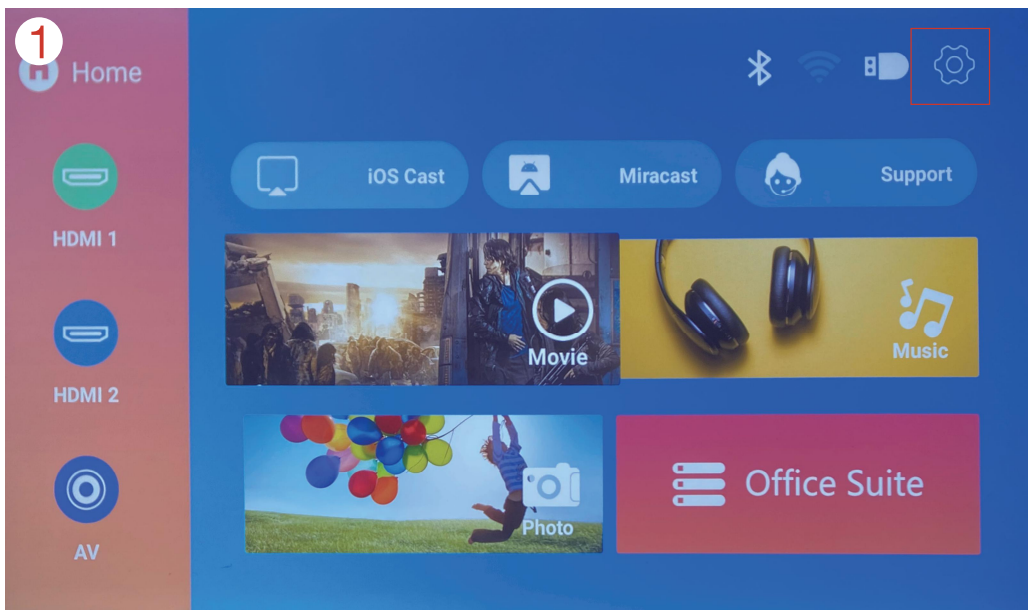 1
Home
iOS Cast
Miracast
Support
HDMI 1
Movie
Music
HDMI 2
Office Suite
Photo
AV